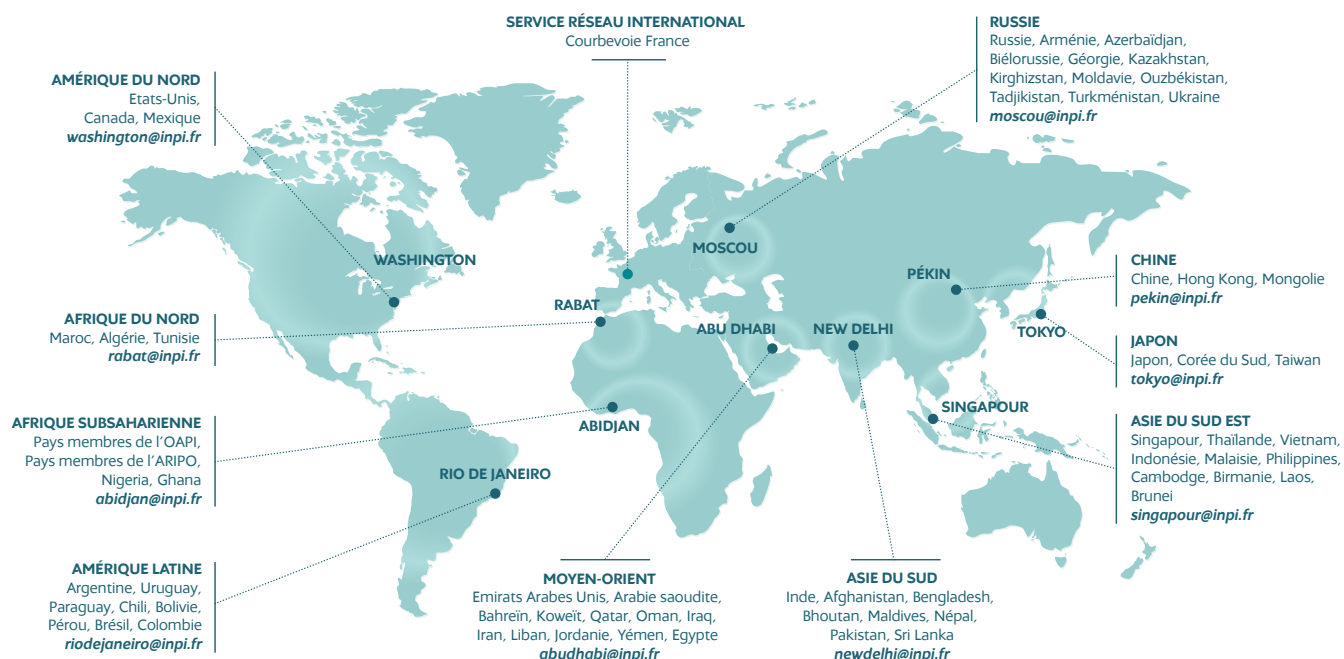 SERVICE RÉSEAU INTERNATIONAL
Courbevoie France
RUSSIE
Russie, Arménie, Azerbaïdjan,
Biélorussie, Géorgie, Kazakhstan,
Kirghizstan, Moldavie, Ouzbékistan,
Tadjikistan, Turkménistan, Ukraine
moscou@inpi.fr
AMÉRIQUE DU NORD
Etats-Unis,
Canada, Mexique
washington@inpi.fr
MOSCOU
WASHINGTON
PÉKIN
CHINE
Chine, Hong Kong, Mongolie
pekin@inpi.fr
RABAT
AFRIQUE DU NORD
Maroc, Algérie, Tunisie
rabat@inpi.fr
ABU DHABI
NEW DELHI
TOKYO
JAPON
Japon, Corée du Sud, Taiwan
tokyo@inpi.fr
AFRIQUE SUBSAHARIENNE
Pays membres de l'OAPI,
Pays membres de l'ARIPO,
Nigeria, Ghana
abidjan@inpi.fr
ABIDJAN
SINGAPOUR
ASIE DU SUD EST
Singapour, Thaïlande, Vietnam,
Indonésie, Malaisie, Philippines,
Cambodge, Birmanie, Laos,
Brunei
singapour@inpi.fr
RIO DE JANEIRO
AMÉRIQUE LATINE
Argentine, Uruguay,
Paraguay, Chili, Bolivie,
Pérou, Brésil, Colombie
riodejaneiro@inpi.fr
MOYEN-ORIENT
Emirats Arabes Unis, Arabie saoudite,
Bahreïn, Koweït, Qatar, Oman, Iraq,
Iran, Liban, Jordanie, Yémen, Egypte
abudhabi@inpi.fr
ASIE DU SUD
Inde, Afghanistan, Bengladesh,
Bhoutan, Maldives, Népal,
Pakistan, Sri Lanka
newdelhi@inpi.fr